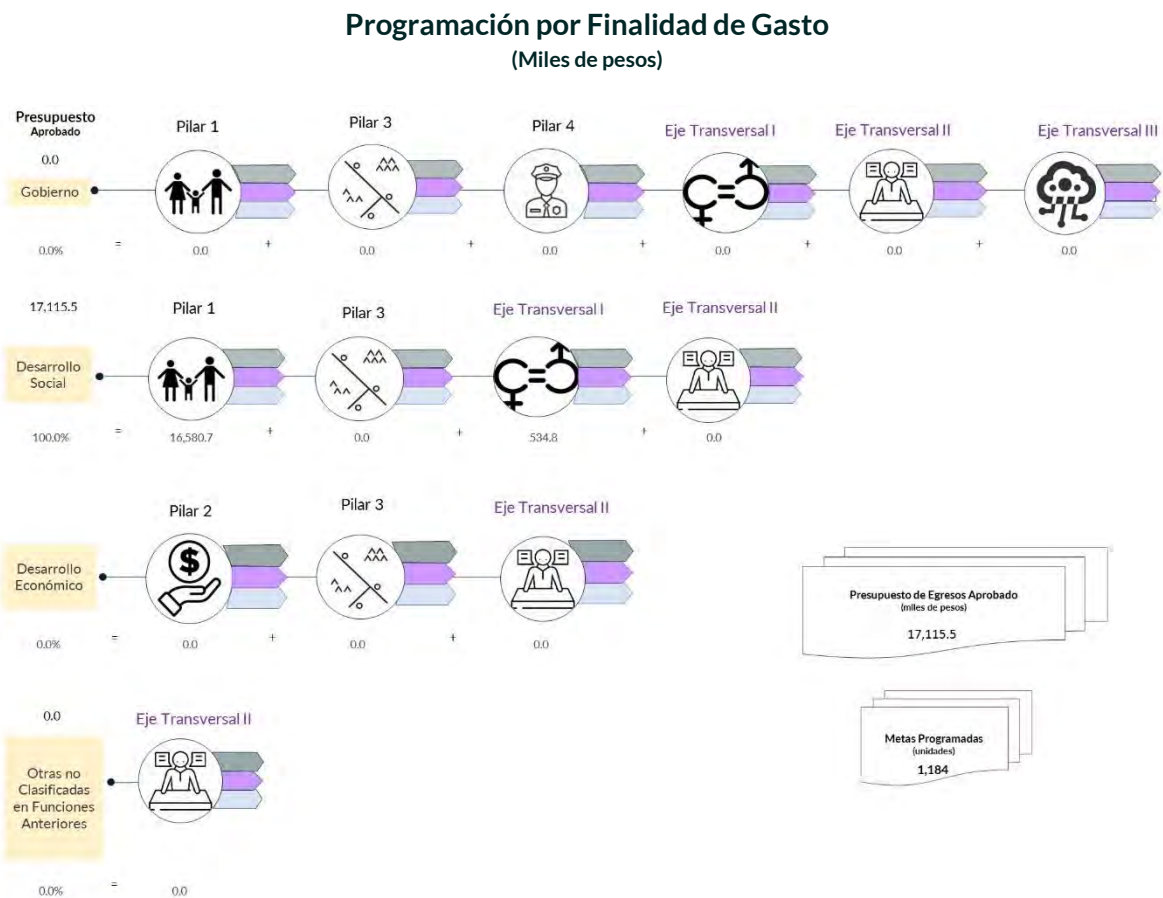 Programación por Finalidad de Gasto
(Miles de pesos)
Presupuesto
Aprobado
0.0
Pilar 1
Pilar 3
Pilar 4
Eje Transversal I
Eje Transversal II
Eje Transversal III
Gobierno
0.0%
=
0.0
+
0.0
+
0.0
+
0.0
+
0.0
+
0.0
17,115.5
Pilar 1
Pilar 3
Eje Transversal I
Eje Transversal II
Desarrollo
Social
100.0%
=
16,580.7
+
0.0
+
534.8
+
0.0
Pilar 2
Pilar 3
Eje Transversal II
Desarrollo
Económico
0.0%
=
0.0
+
0.0
+
0.0
Presupuesto de Egresos Aprobado
(miles de pesos)
17,115.5
Metas Programadas
(unidades)
1,184
0.0
Eje Transversal II
Otras no
Clasificadas
en Funciones
Anteriores
0.0%
=
0.0